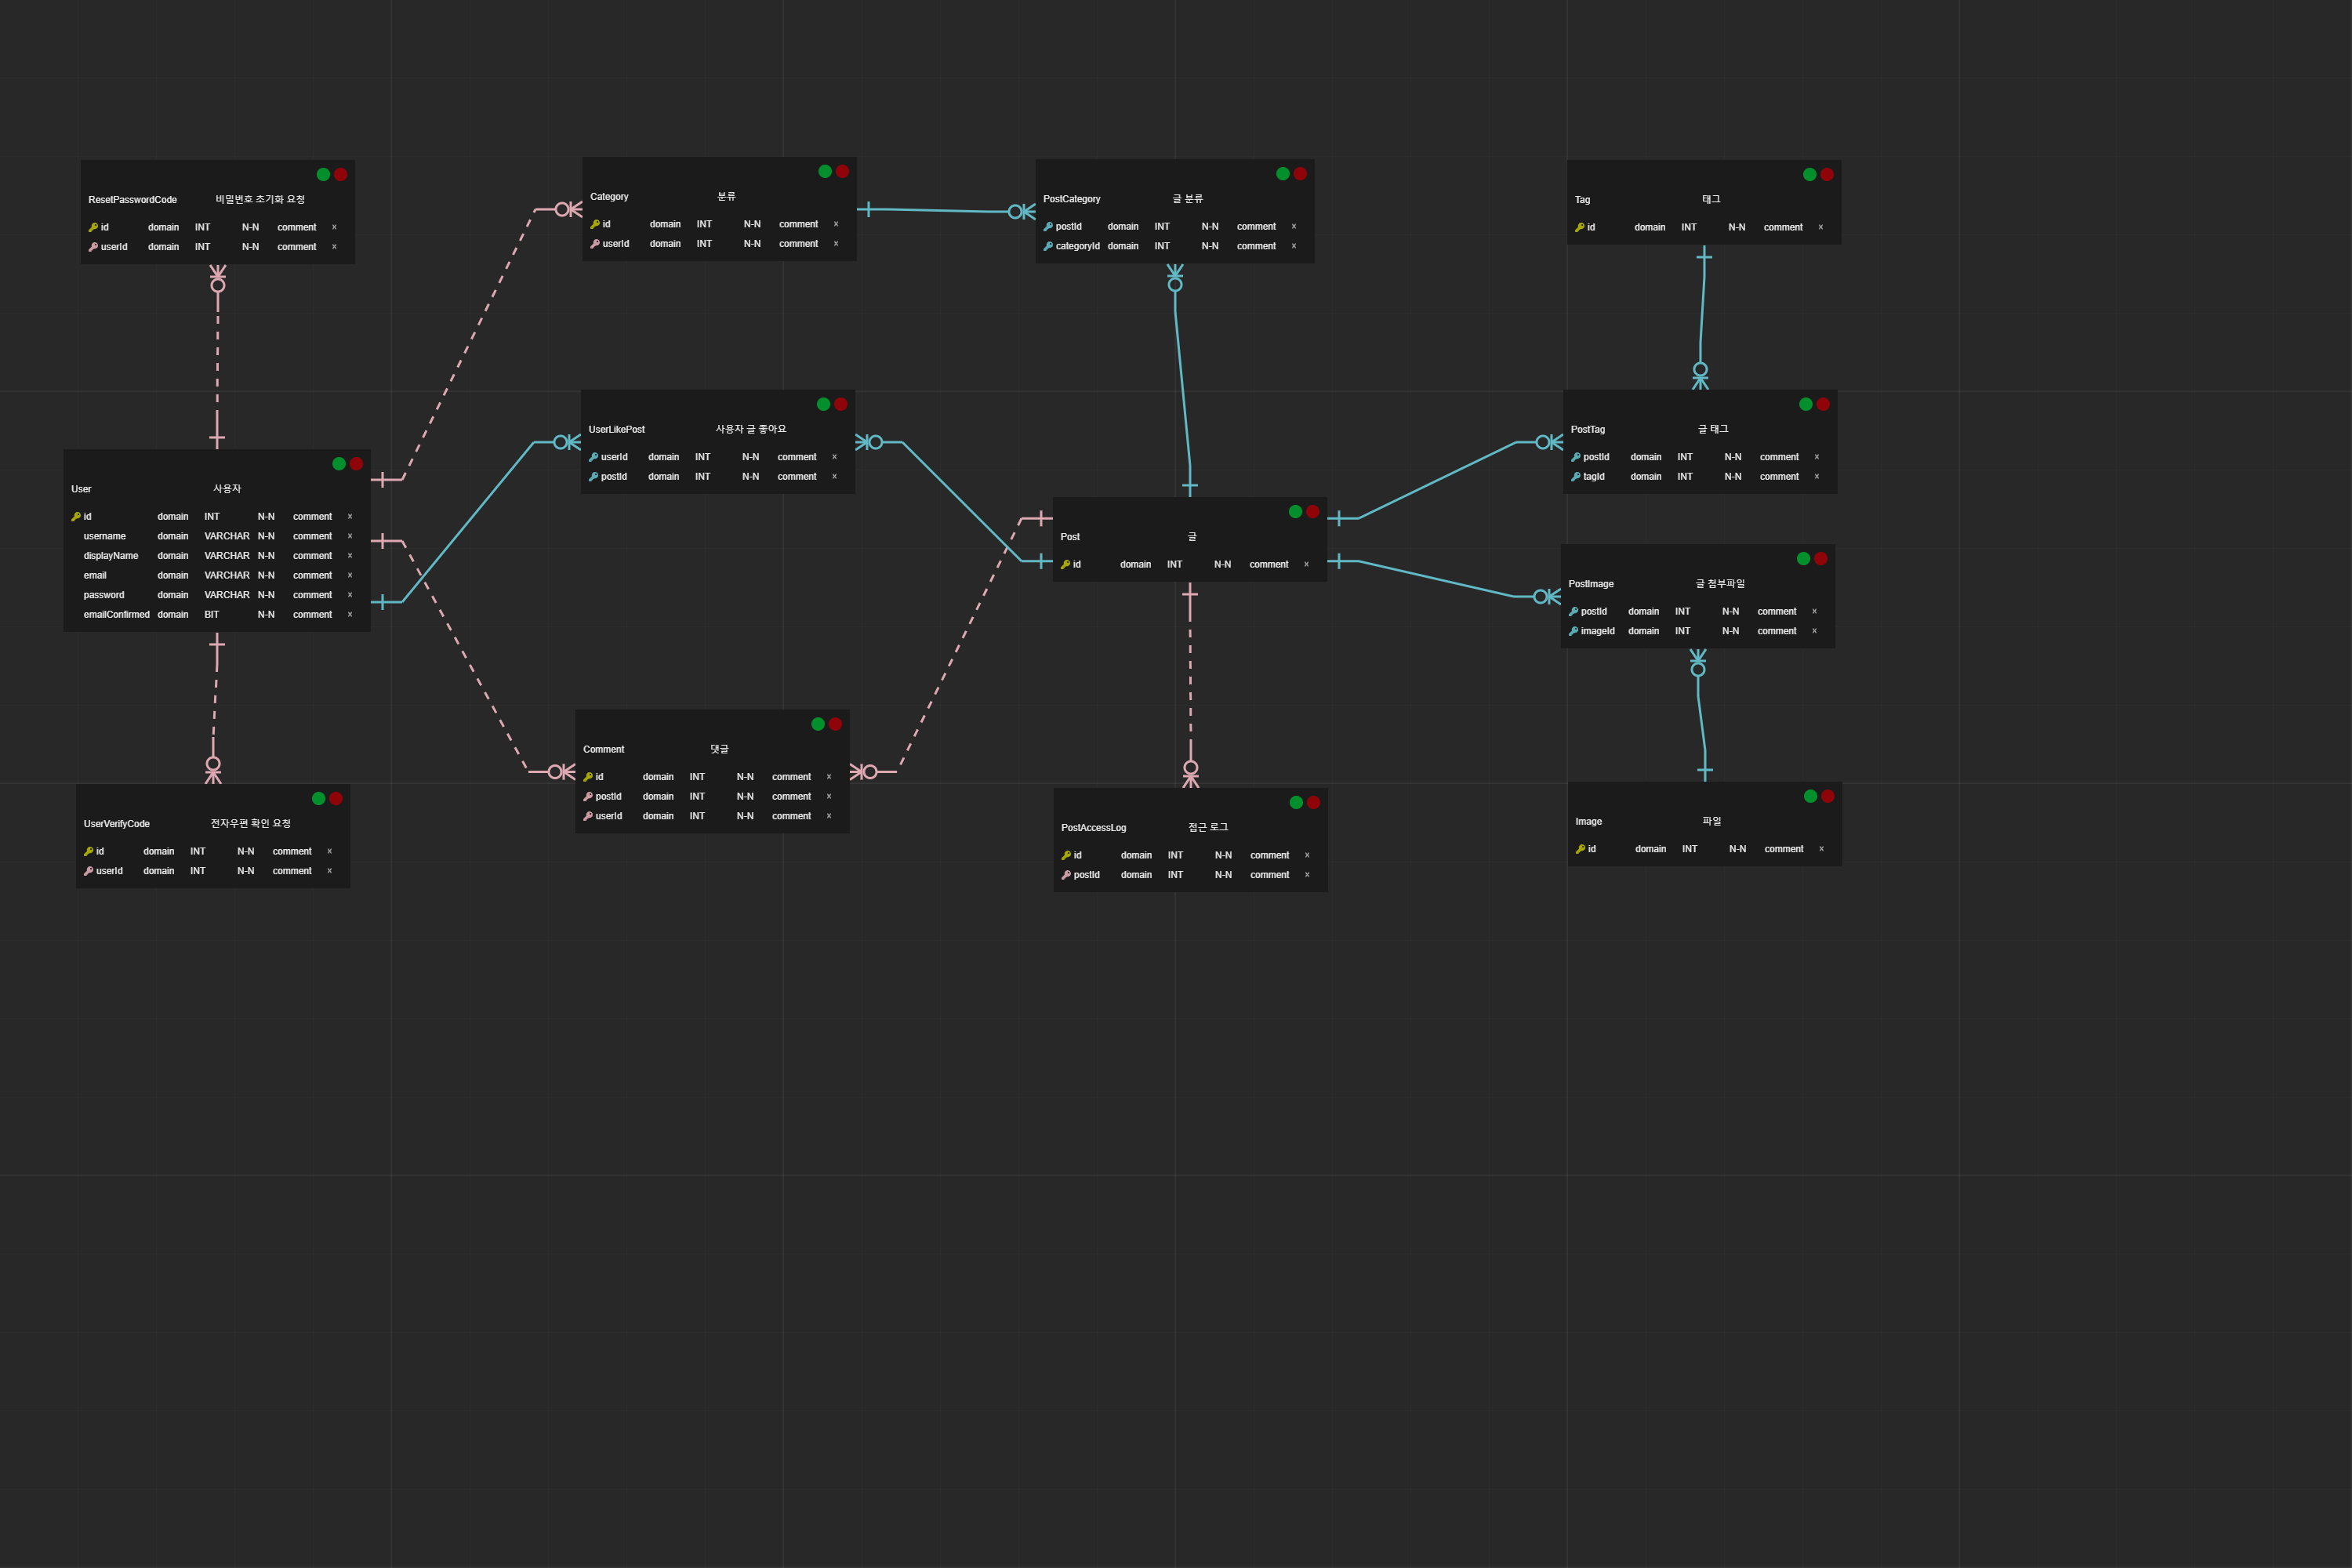 ResetPasswordCode 비밀번호 초기화 요청
id domain INT N-N comment ×
userId domain INT N-N comment ×
Category 분류
id domain INT N-N comment ×
userId domain INT N-N comment ×
PostCategory 글 분류
postId domain INT N-N comment ×
categoryId domain INT N-N comment ×
Tag 태그
id domain INT N-N comment ×
User 사용자
id domain INT N-N comment ×
username domain VARCHAR N-N comment ×
displayName domain VARCHAR N-N comment ×
email domain VARCHAR N-N comment ×
password domain VARCHAR N-N comment ×
emailConfirmed domain BIT N-N comment ×
UserLikePost 사용자 글 좋아요
userId domain INT N-N comment ×
postId domain INT N-N comment ×
Post 글
id domain INT N-N comment ×
PostTag 글 태그
postId domain INT N-N comment ×
tagId domain INT N-N comment ×
PostImage 글 첨부파일
postId domain INT N-N comment ×
imageId domain INT N-N comment ×
UserVerifyCode 전자우편 확인 요청
id domain INT N-N comment ×
userId domain INT N-N comment ×
Comment 댓글
id domain INT N-N comment ×
postId domain INT N-N comment ×
userId domain INT N-N comment ×
PostAccessLog 접근 로그
id domain INT N-N comment ×
postId domain INT N-N comment ×
Image 파일
id domain INT N-N comment ×